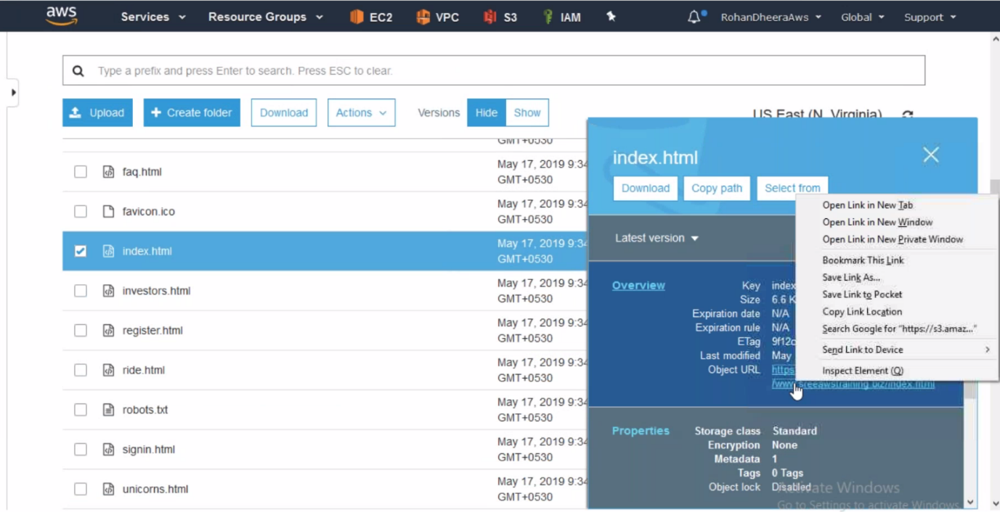 aws Services Resource Groups EC2 VPC S3 IAM RohanDheeraAws Global Support
Type a prefix and press Enter to search. Press ESC to clear.
Upload + Create folder Download Actions Versions Hide Show
US East (N. Virginia)
GMT+0530
faq.html May 17, 2019 9:34
GMT+0530
favicon.ico May 17, 2019 9:34
GMT+0530
index.html May 17, 2019 9:34
GMT+0530
investors.html May 17, 2019 9:34
GMT+0530
register.html May 17, 2019 9:34
GMT+0530
ride.html May 17, 2019 9:34
GMT+0530
robots.txt May 17, 2019 9:34
GMT+0530
signin.html May 17, 2019 9:34
GMT+0530
unicorns.html May 17, 2019 9:34
GMT+0530
index.html
Download Copy path Select from
Latest version
Overview
Key index
Size 6.6 K
Expiration date N/A
Expiration rule N/A
ETag 9f12c
Last modified May
Object URL https
/www.sreeawstraining.biz/index.html
Open Link in New Tab
Open Link in New Window
Open Link in New Private Window
Bookmark This Link
Save Link As...
Save Link to Pocket
Copy Link Location
Search Google for "https://s3.amaz..."
Send Link to Device
Inspect Element (Q)
Properties
Storage class Standard
Encryption None
Metadata 1
Tags 0 Tags
Object lock Disabled
Activate Windows
Go to Settings to activate Windows.